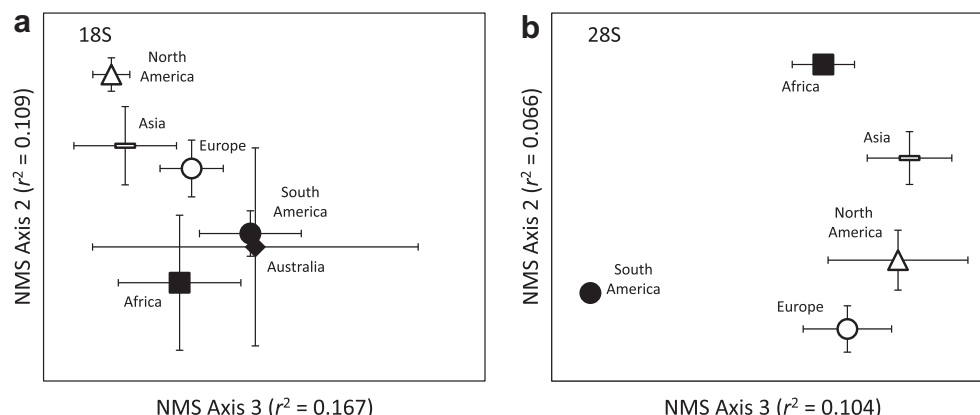 a
18S
North
America
Asia
Europe
South
America
Australia
Africa
NMS Axis 2 (r² = 0.109)
NMS Axis 3 (r² = 0.167)
b
28S
Africa
Asia
North
America
South
America
Europe
NMS Axis 2 (r² = 0.066)
NMS Axis 3 (r² = 0.104)